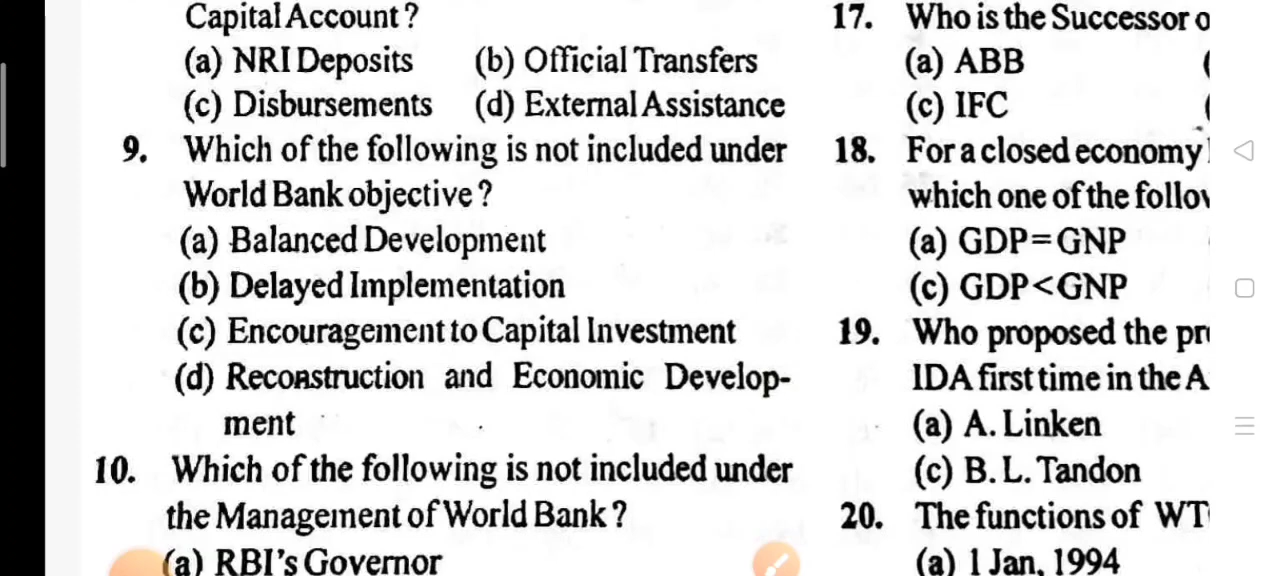 Capital Account?
(a) NRI Deposits (b) Official Transfers
(c) Disbursements (d) External Assistance
9. Which of the following is not included under
World Bank objective?
(a) Balanced Development
(b) Delayed Implementation
(c) Encouragement to Capital Investment
(d) Reconstruction and Economic Develop-
ment
10. Which of the following is not included under
the Management of World Bank?
(a) RBI's Governor
17. Who is the Successor
(a) ABB
(c) IFC
18. For a closed economy
which one of the
(a) GDP=GNP
(c) GDP<GNP
19. Who proposed the
IDA first time in the
(a) A. Linken
(c) B. L. Tandon
20. The functions of
(a) 1 Jan, 1994